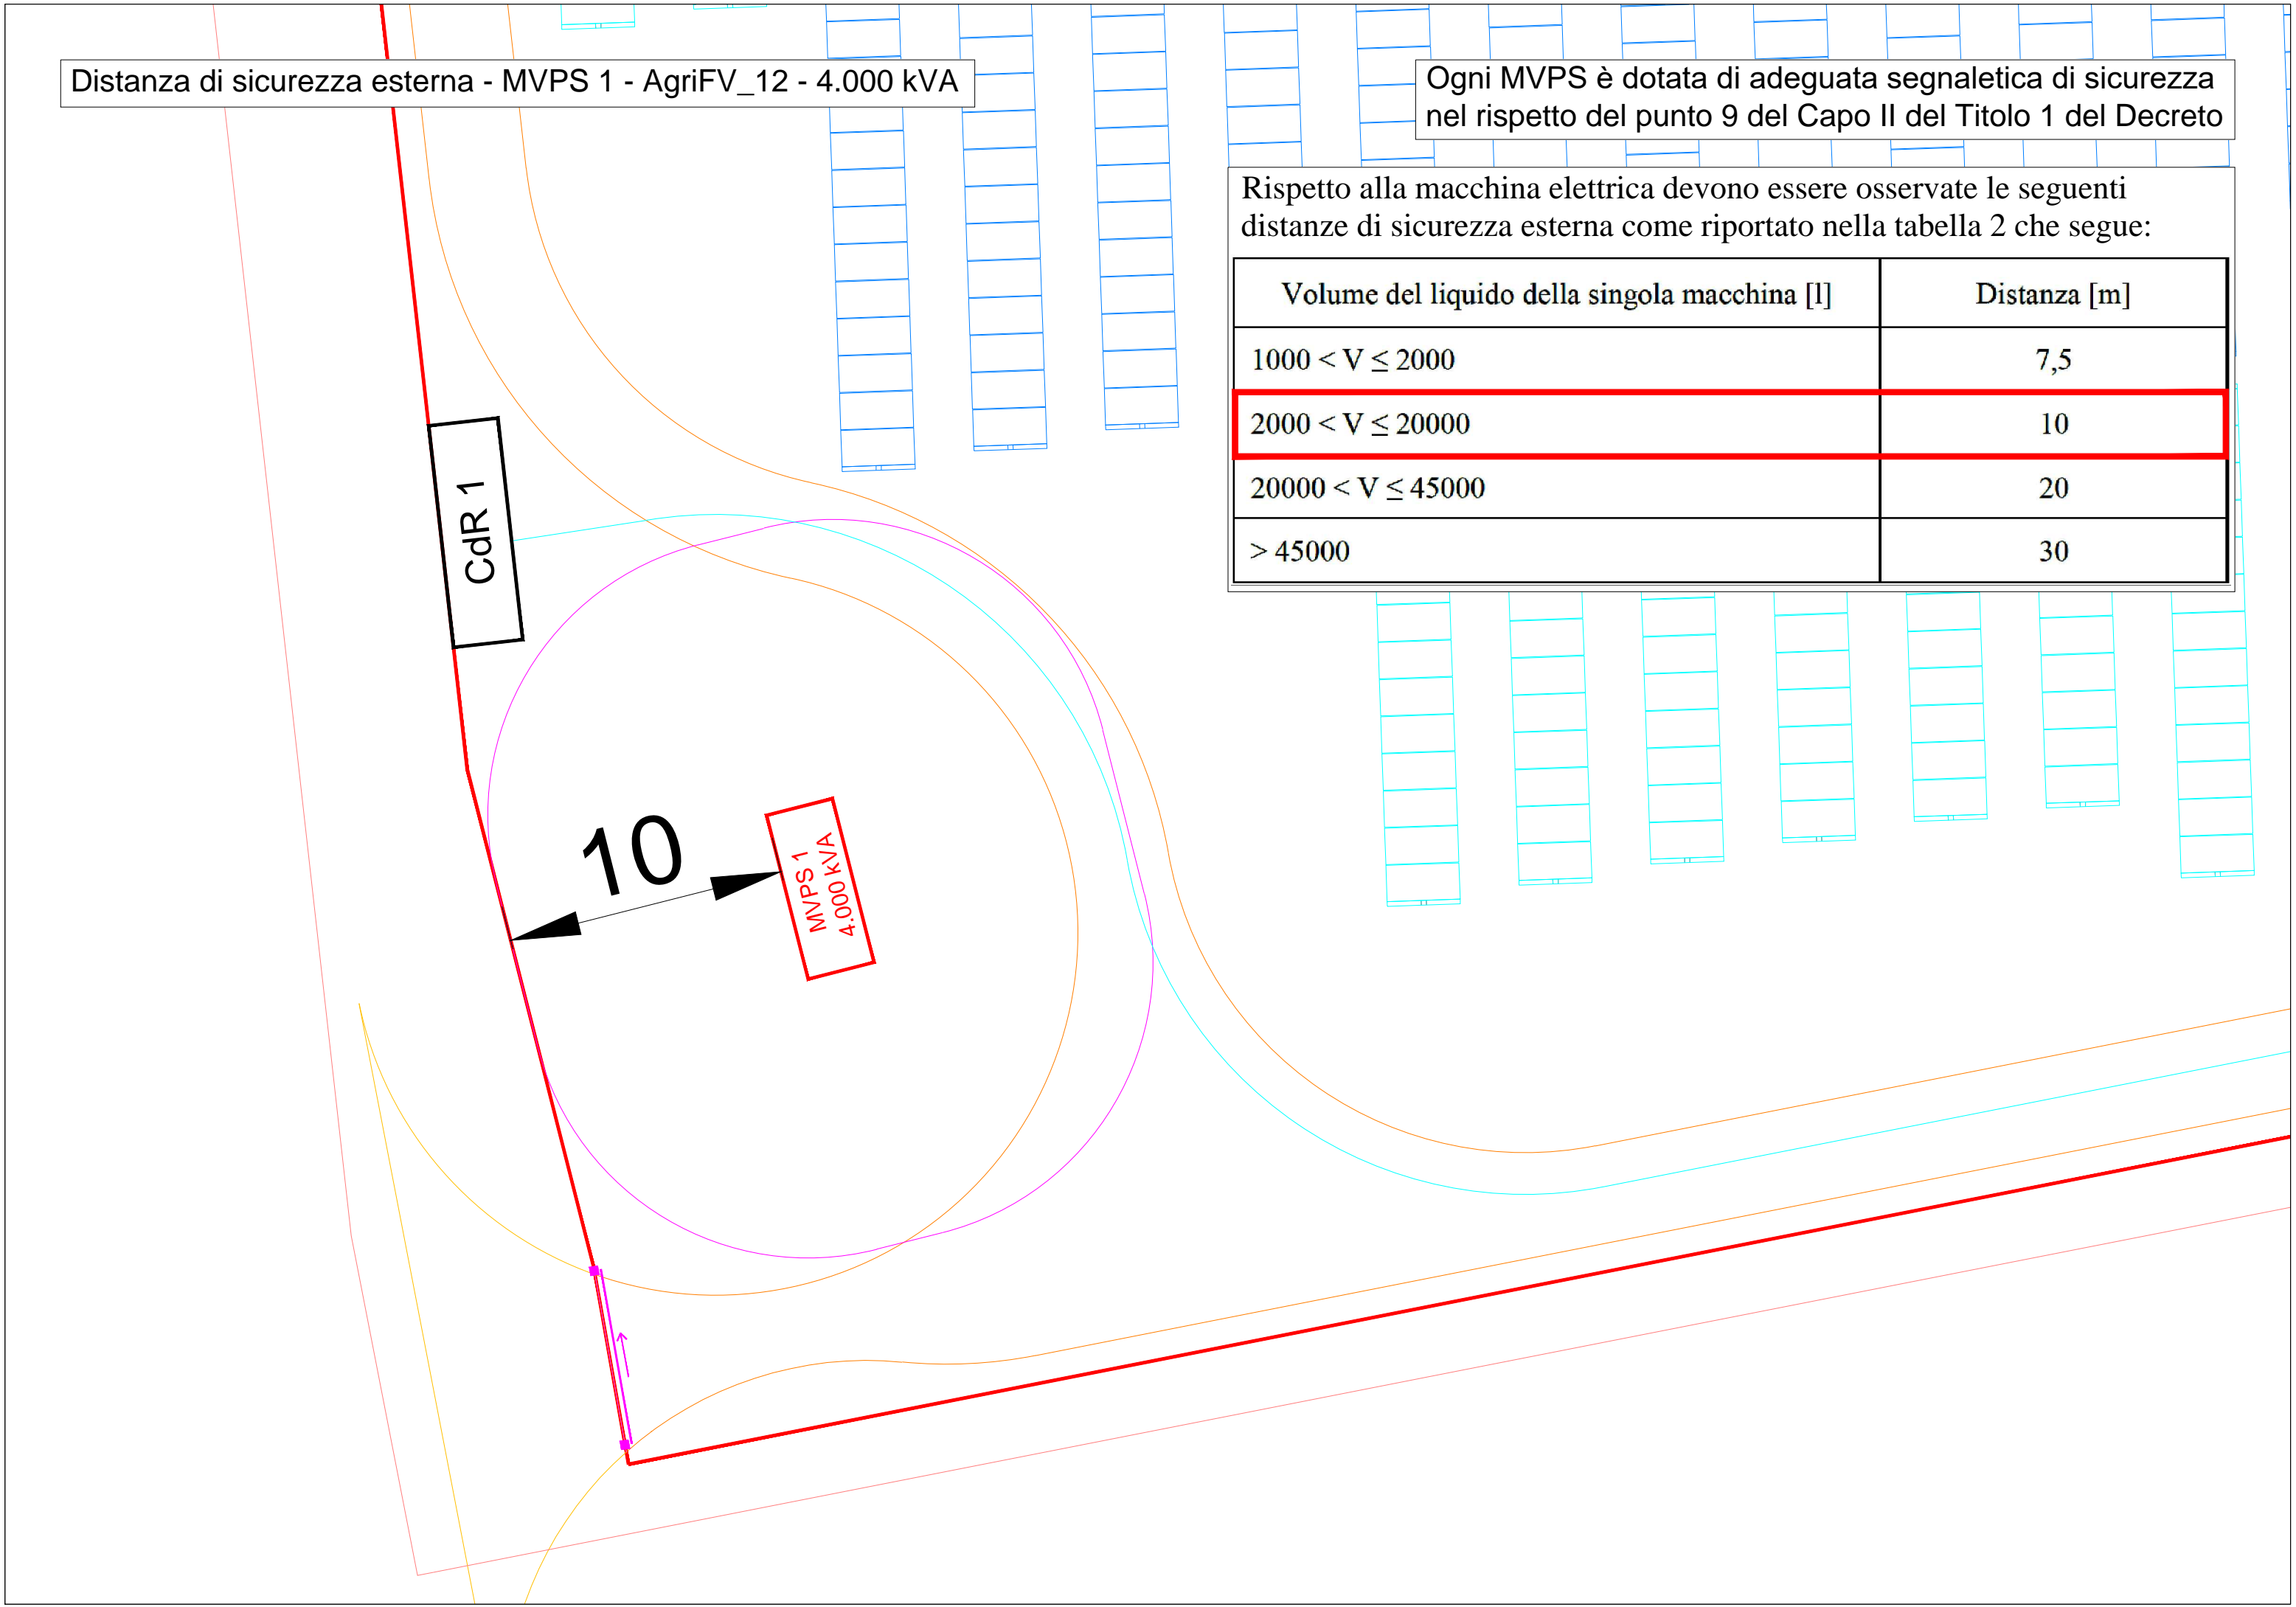 Distanza di sicurezza esterna - MVPS 1 - AgriFV_12 - 4.000 kVA
Ogni MVPS è dotata di adeguata segnaletica di sicurezza
nel rispetto del punto 9 del Capo II del Titolo 1 del Decreto
Rispetto alla macchina elettrica devono essere osservate le seguenti
distanze di sicurezza esterna come riportato nella tabella 2 che segue:
Volume del liquido della singola macchina [l] Distanza [m]
1000 < V ≤ 2000 7,5
2000 < V ≤ 20000 10
20000 < V ≤ 45000 20
> 45000 30
CdR 1
10
MVPS 1
4.000 kVA